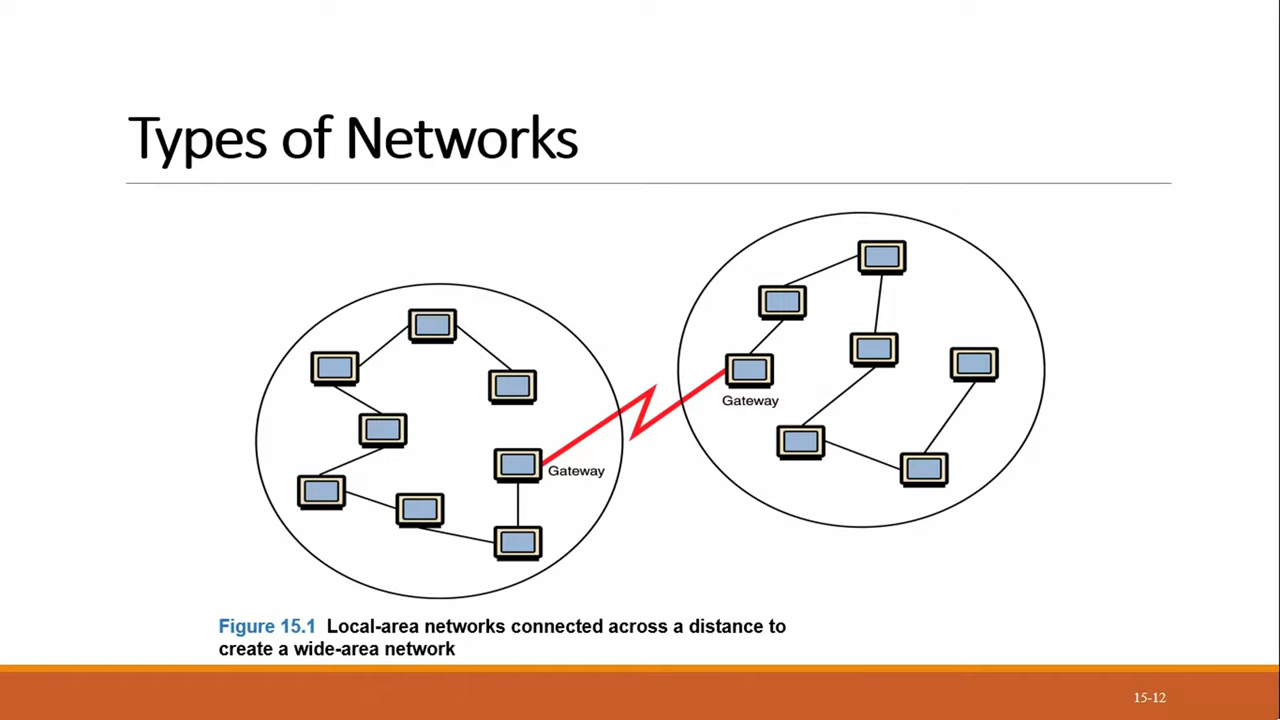 Types of Networks
Gateway
Gateway
Figure 15.1 Local-area networks connected across a distance to
create a wide-area network
15-12